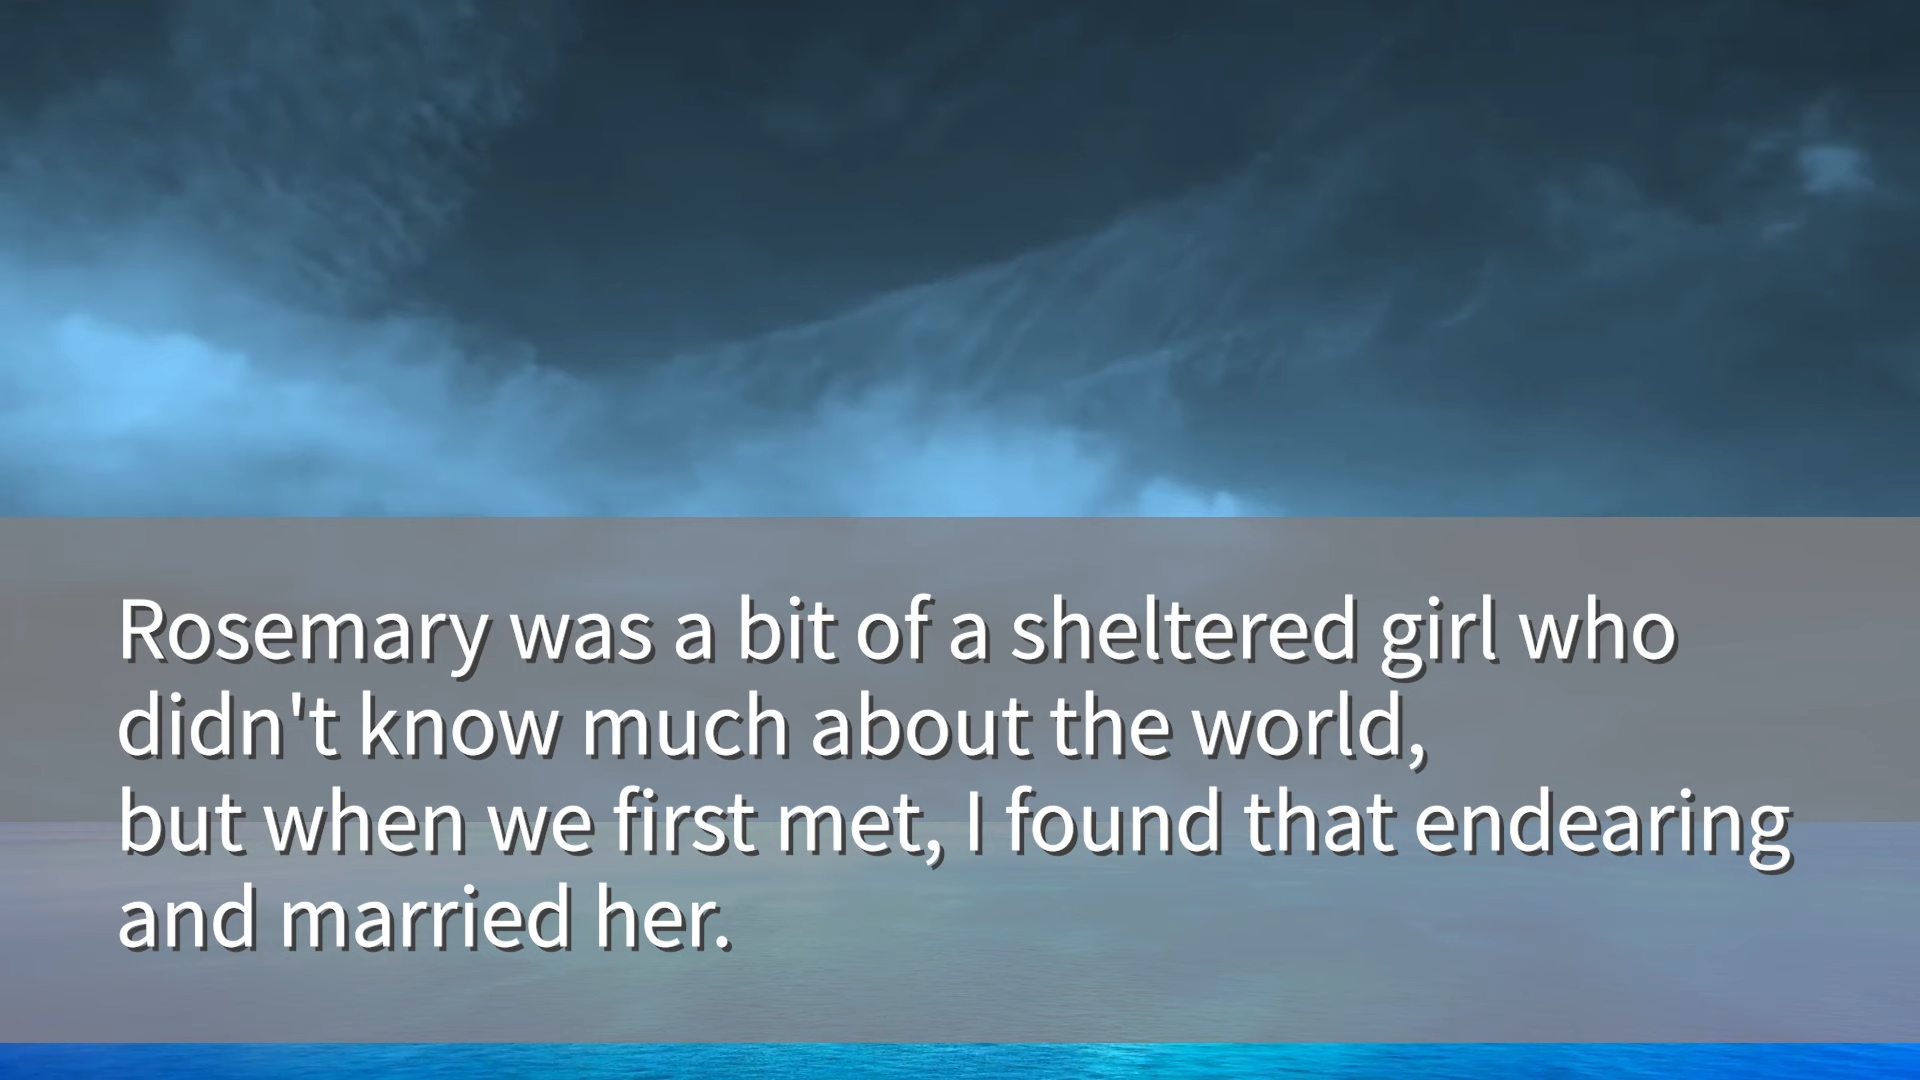 Rosemary was a bit of a sheltered girl who
didn't know much about the world,
but when we first met, I found that endearing
and married her.